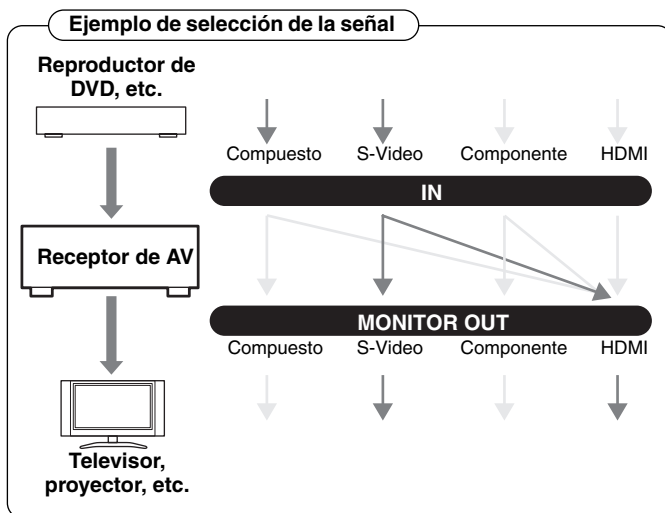 Ejemplo de selección de la señal
Reproductor de
DVD, etc.
Compuesto S-Video Componente HDMI
IN
Receptor de AV
MONITOR OUT
Compuesto S-Video Componente HDMI
Televisor,
proyector, etc.